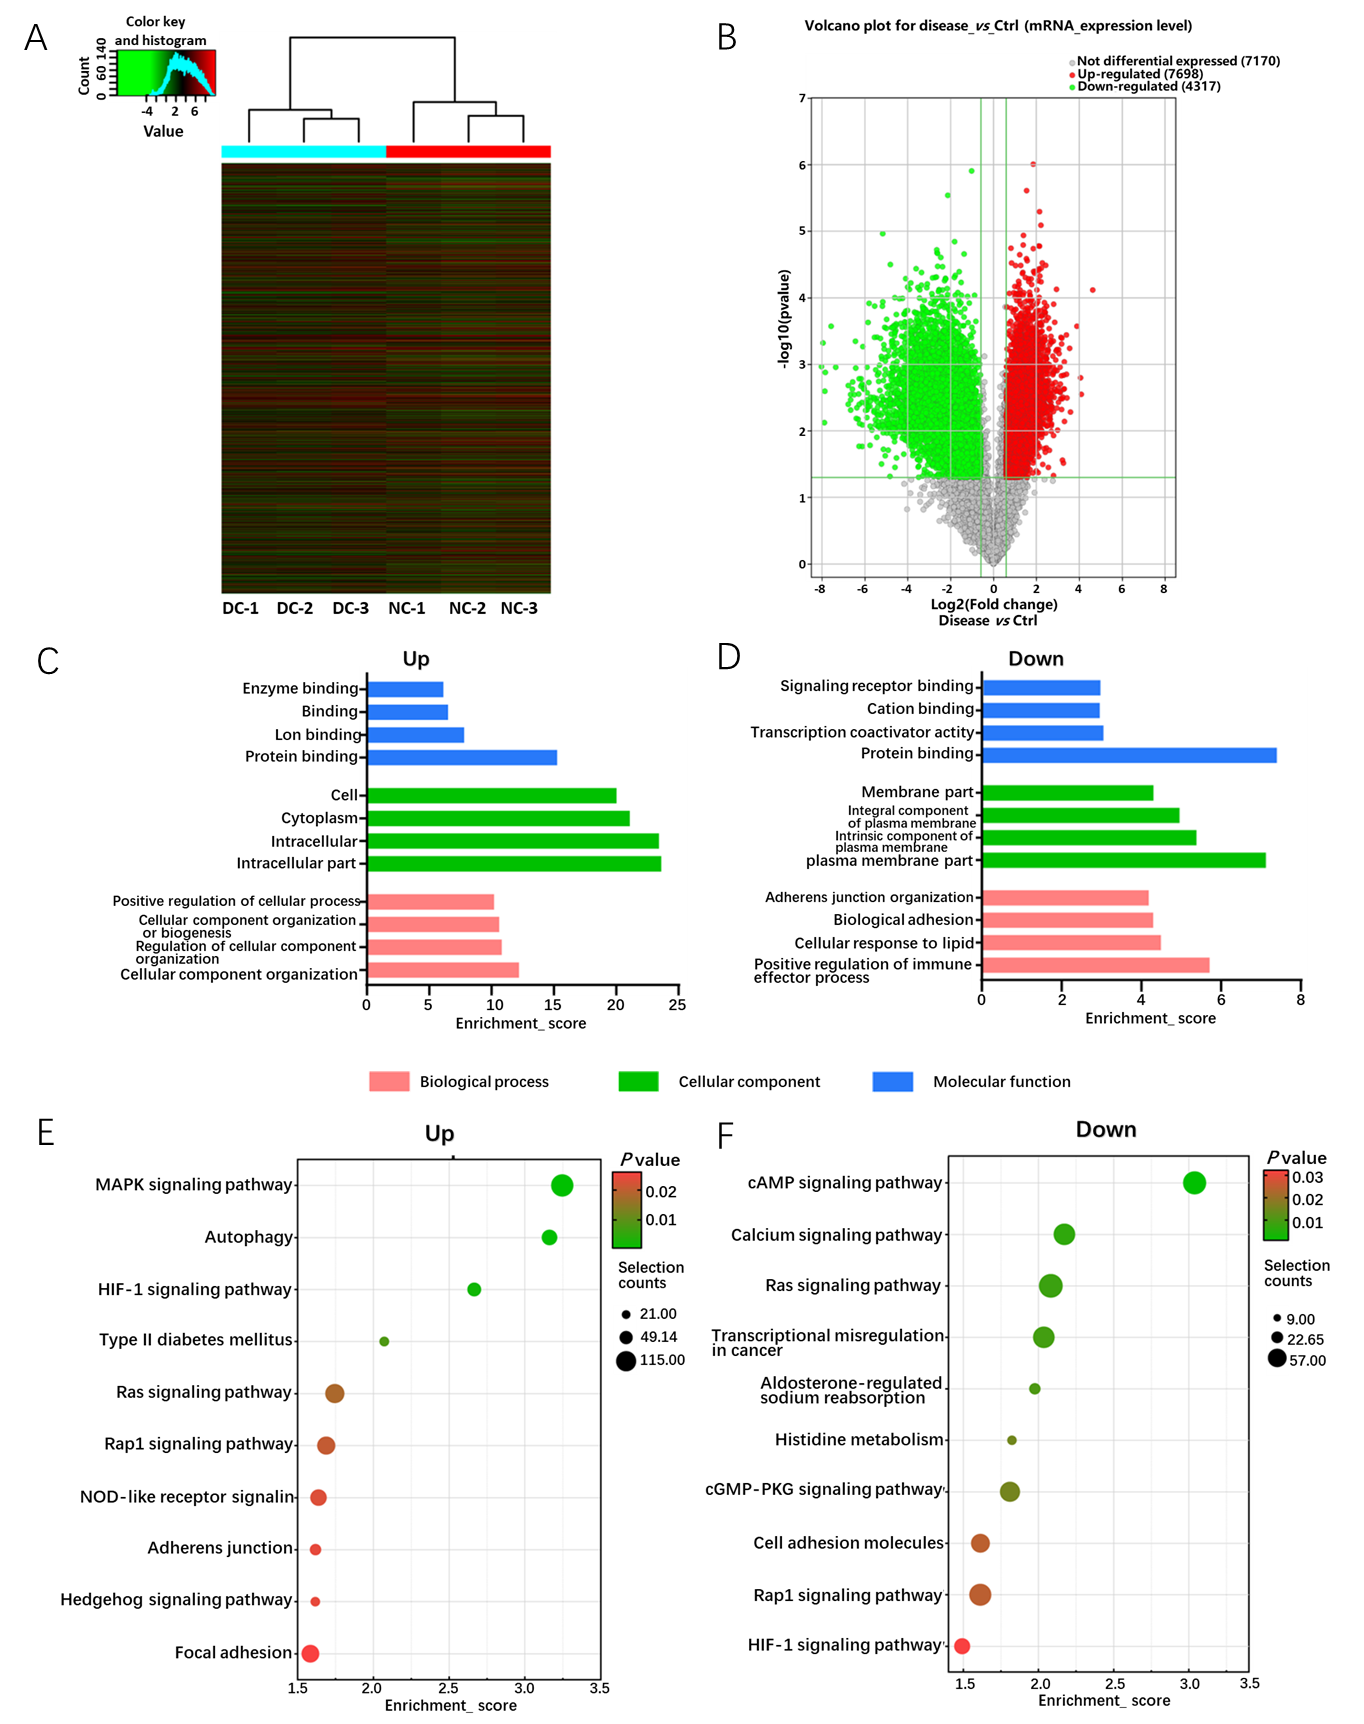 A
Color key
and histogram
Count
0 60 140
-4 2 6
Value
DC-1 DC-2 DC-3 NC-1 NC-2 NC-3
B
Volcano plot for disease_vs_Ctrl (mRNA_expression level)
Not differential expressed (7170)
Up-regulated (7698)
Down-regulated (4317)
-log10(pvalue)
7
6
5
4
3
2
1
0
-8 -6 -4 -2 0 2 4 6 8
Log2(Fold change)
Disease vs Ctrl
C
Up
Enzyme binding
Binding
Lon binding
Protein binding
Cell
Cytoplasm
Intracellular
Intracellular part
Positive regulation of cellular process
Cellular component organization
or biogenesis
Regulation of cellular component
organization
Cellular component organization
0 5 10 15 20 25
Enrichment_ score
D
Down
Signaling receptor binding
Cation binding
Transcription coactivator actity
Protein binding
Membrane part
Integral component
of plasma membrane
Intrinsic component of
plasma membrane
plasma membrane part
Adherens junction organization
Biological adhesion
Cellular response to lipid
Positive regulation of immune
effector process
0 2 4 6 8
Enrichment_ score
Biological process Cellular component Molecular function
E
Up
MAPK signaling pathway
Autophagy
HIF-1 signaling pathway
Type II diabetes mellitus
Ras signaling pathway
Rap1 signaling pathway
NOD-like receptor signalin
Adherens junction
Hedgehog signaling pathway
Focal adhesion
1.5 2.0 2.5 3.0 3.5
Enrichment_ score
P value
0.02
0.01
Selection
counts
21.00
49.14
115.00
F
Down
cAMP signaling pathway
Calcium signaling pathway
Ras signaling pathway
Transcriptional misregulation
in cancer
Aldosterone-regulated
sodium reabsorption
Histidine metabolism
cGMP-PKG signaling pathway
Cell adhesion molecules
Rap1 signaling pathway
HIF-1 signaling pathway
1.5 2.0 2.5 3.0 3.5
Enrichment_ score
P value
0.03
0.02
0.01
Selection
counts
9.00
22.65
57.00